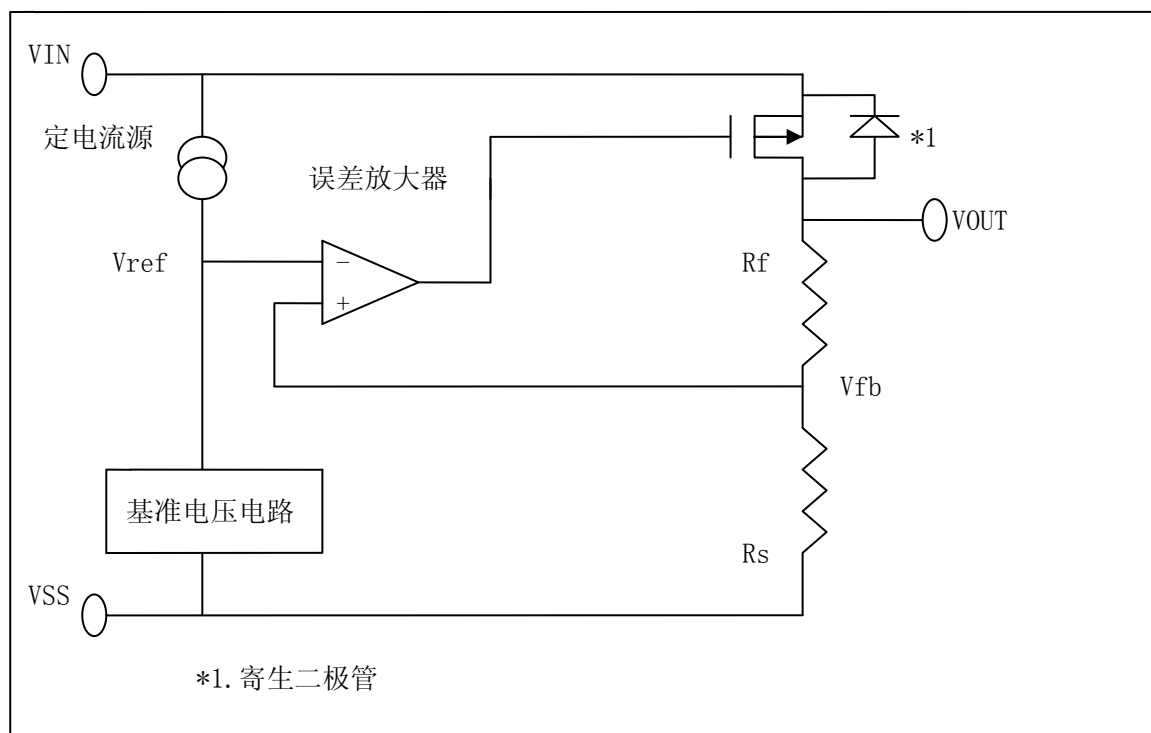 VIN
定电流源
*1
误差放大器
VOUT
Vref
Rf
−
+
Vfb
基准电压电路
Rs
VSS
*1.寄生二极管